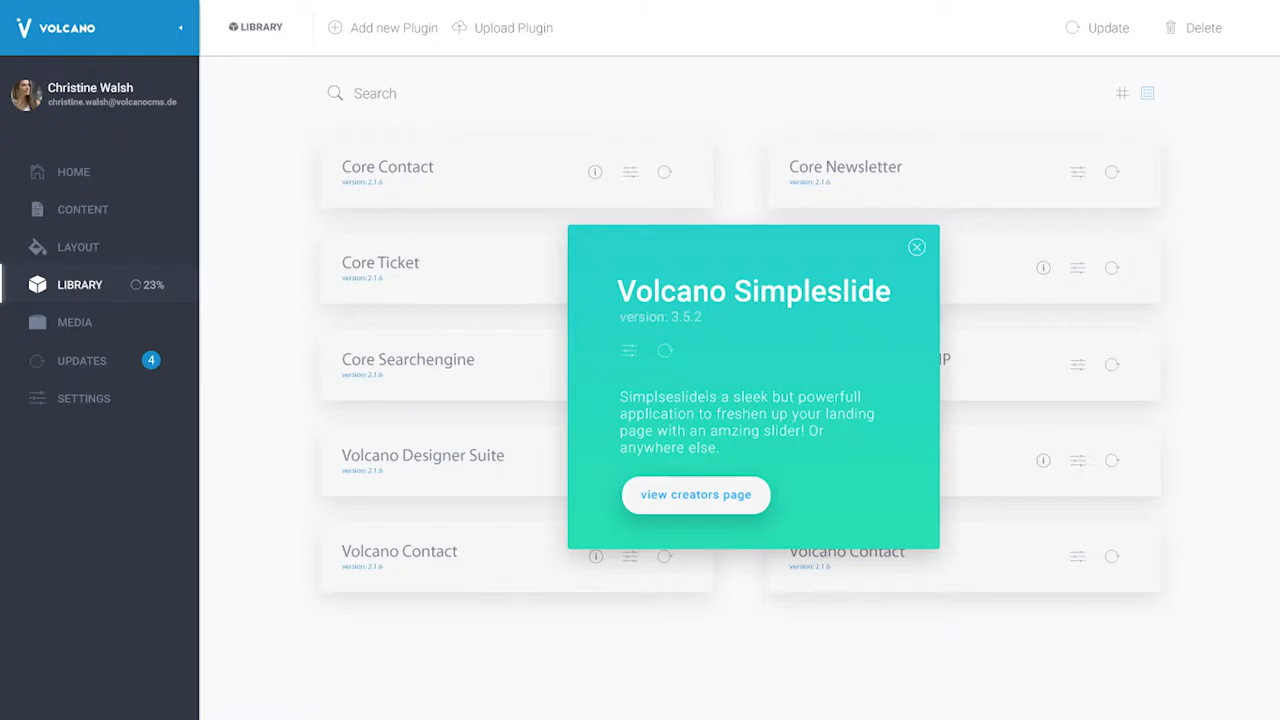 VOLCANO
LIBRARY
Add new Plugin
Upload Plugin
Update
Delete
Christine Walsh
christine.walsh@volcanocms.de
Search
HOME
CONTENT
LAYOUT
LIBRARY
23%
MEDIA
UPDATES
4
SETTINGS
Core Contact
version: 2.1.6
Core Newsletter
version: 2.1.6
Core Ticket
version: 2.1.6
Core Searchengine
version: 2.1.6
IP
Volcano Designer Suite
version: 2.1.6
Volcano Contact
version: 2.1.6
Volcano Contact
version: 2.1.6
Volcano Simpleslide
version: 3.5.2
Simplseslideis a sleek but powerfull
application to freshen up your landing
page with an amzing slider! Or
anywhere else.
view creators page